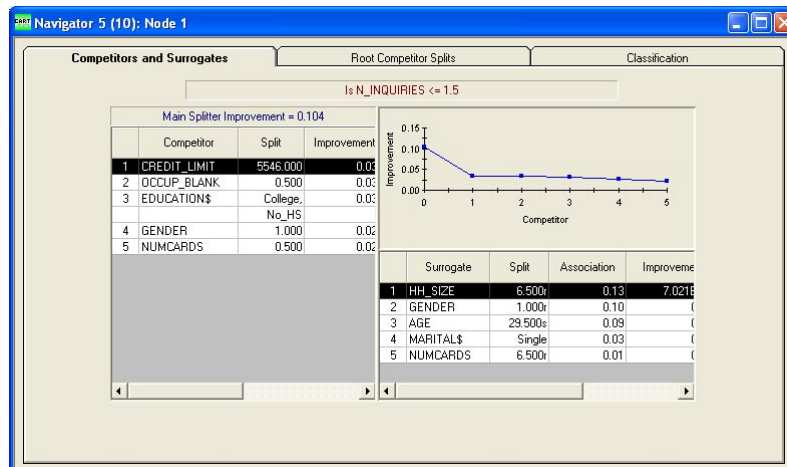 CART Navigator 5 (10): Node 1
Competitors and Surrogates Root Competitor Splits Classification
Is N_INQUIRIES <= 1.5
Main Splitter Improvement = 0.104
Competitor Split Improvement
1 CREDIT_LIMIT 5546.000 0.03
2 OCCUP_BLANK 0.500 0.03
3 EDUCATION$ College, 0.03
No_HS
4 GENDER 1.000 0.02
5 NUMCARDS 0.500 0.02
Improvement
0.15
0.10
0.05
0.00
0 1 2 3 4 5
Competitor
Surrogate Split Association Improveme
1 HH_SIZE 6.500r 0.13 7.021E
2 GENDER 1.000r 0.10 (
3 AGE 29.500s 0.09 (
4 MARITAL$ Single 0.03 (
5 NUMCARDS 6.500r 0.01 (